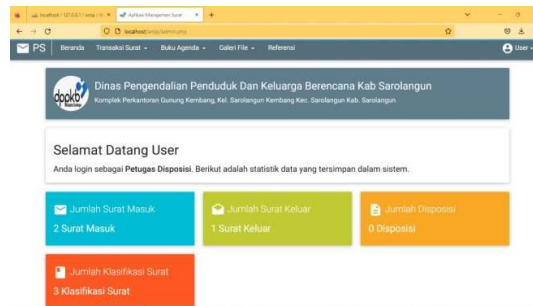 Aplikasi Manajemen Surat
PS Beranda Transaksi Surat Buku Agenda Galeri File Referensi User
dppkb
Dinas Pengendalian Penduduk Dan Keluarga Berencana Kab Sarolangun
Komplek Perkantoran Gunung Kembang, Kel. Sarolangun Kembang Kec. Sarolangun Kab. Sarolangun
Selamat Datang User
Anda login sebagai Petugas Disposisi. Berikut adalah statistik data yang tersimpan dalam sistem.
Jumlah Surat Masuk
2 Surat Masuk
Jumlah Surat Keluar
1 Surat Keluar
Jumlah Disposisi
0 Disposisi
Jumlah Klasifikasi Surat
3 Klasifikasi Surat